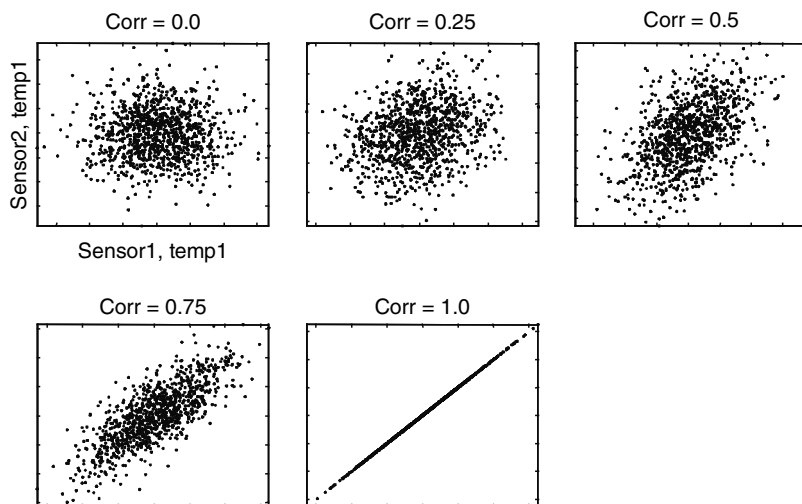 Corr = 0.0
Corr = 0.25
Corr = 0.5
Sensor2, temp1
Sensor1, temp1
Corr = 0.75
Corr = 1.0